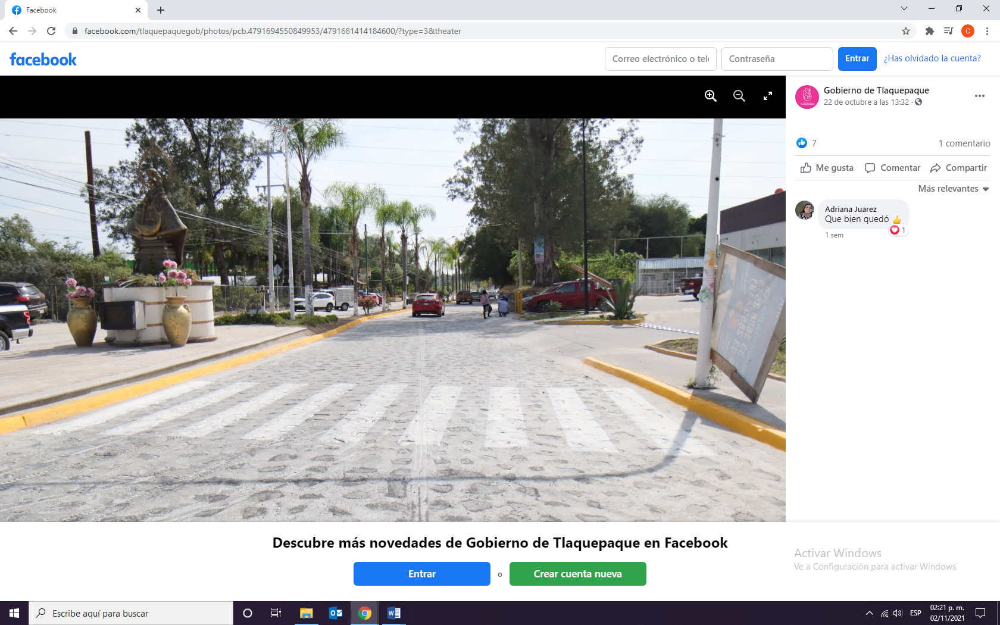 Facebook
facebook.com/tlaquepaquegob/photos/pcb.4791694550849953/4791681414184600/?type=3&theater
C
facebook
Correo electrónico o telé
Contraseña
Entrar
¿Has olvidado la cuenta?
Gobierno de Tlaquepaque
22 de octubre a las 13:32 ·
7
1 comentario
Me gusta
Comentar
Compartir
Más relevantes
Adriana Juarez
Que bien quedó 👍
1
1 sem
Descubre más novedades de Gobierno de Tlaquepaque en Facebook
Entrar
o
Crear cuenta nueva
Activar Windows
Ve a Configuración para activar Windows.
Escribe aquí para buscar
ESP
02:21 p. m.
02/11/2021